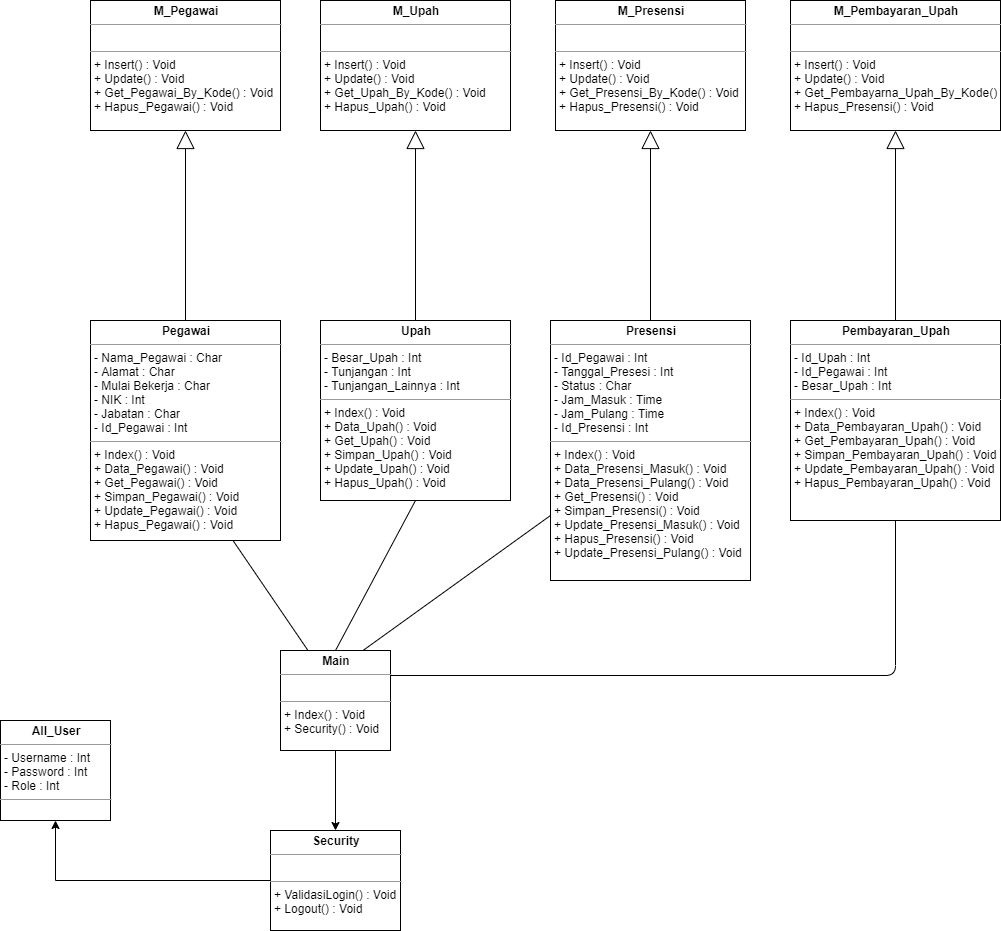 M_Pegawai
+ Insert() : Void
+ Update() : Void
+ Get_Pegawai_By_Kode() : Void
+ Hapus_Pegawai() : Void
M_Upah
+ Insert() : Void
+ Update() : Void
+ Get_Upah_By_Kode() : Void
+ Hapus_Upah() : Void
M_Presensi
+ Insert() : Void
+ Update() : Void
+ Get_Presensi_By_Kode() : Void
+ Hapus_Presensi() : Void
M_Pembayaran_Upah
+ Insert() : Void
+ Update() : Void
+ Get_Pembayarna_Upah_By_Kode()
+ Hapus_Presensi() : Void
Pegawai
- Nama_Pegawai : Char
- Alamat : Char
- Mulai Bekerja : Char
- NIK : Int
- Jabatan : Char
- Id_Pegawai : Int
+ Index() : Void
+ Data_Pegawai() : Void
+ Get_Pegawai() : Void
+ Simpan_Pegawai() : Void
+ Update_Pegawai() : Void
+ Hapus_Pegawai() : Void
Upah
- Besar_Upah : Int
- Tunjangan : Int
- Tunjangan_Lainnya : Int
+ Index() : Void
+ Data_Upah() : Void
+ Get_Upah() : Void
+ Simpan_Upah() : Void
+ Update_Upah() : Void
+ Hapus_Upah() : Void
Presensi
- Id_Pegawai : Int
- Tanggal_Presesi : Int
- Status : Char
- Jam_Masuk : Time
- Jam_Pulang : Time
- Id_Presensi : Int
+ Index() : Void
+ Data_Presensi_Masuk() : Void
+ Data_Presensi_Pulang() : Void
+ Get_Presensi() : Void
+ Simpan_Presensi() : Void
+ Update_Presensi_Masuk() : Void
+ Hapus_Presensi() : Void
+ Update_Presensi_Pulang() : Void
Pembayaran_Upah
- Id_Upah : Int
- Id_Pegawai : Int
- Besar_Upah : Int
+ Index() : Void
+ Data_Pembayaran_Upah() : Void
+ Get_Pembayaran_Upah() : Void
+ Simpan_Pembayaran_Upah() : Void
+ Update_Pembayaran_Upah() : Void
+ Hapus_Pembayaran_Upah() : Void
Main
+ Index() : Void
+ Security() : Void
All_User
- Username : Int
- Password : Int
- Role : Int
Security
+ ValidasiLogin() : Void
+ Logout() : Void